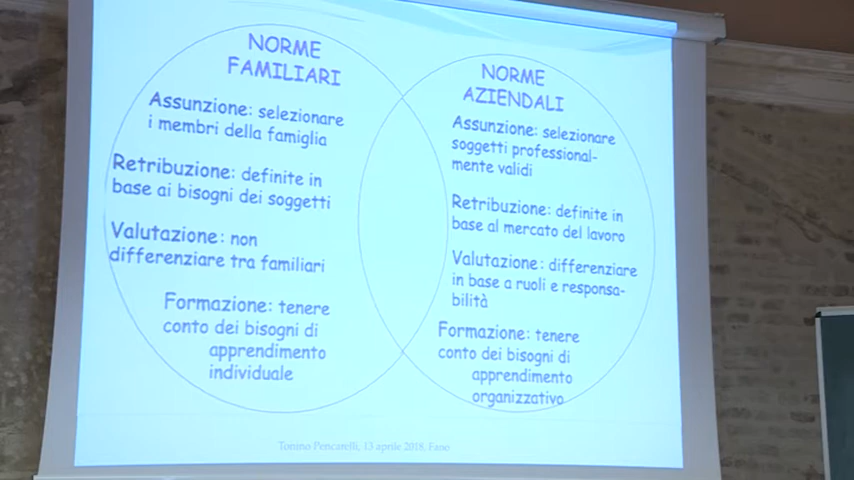 NORME
FAMILIARI
Assunzione: selezionare
i membri della famiglia
Retribuzione: definite in
base ai bisogni dei soggetti
Valutazione: non
differenziare tra familiari
Formazione: tenere
conto dei bisogni di
apprendimento
individuale
NORME
AZIENDALI
Assunzione: selezionare
soggetti professional-
mente validi
Retribuzione: definite in
base al mercato del lavoro
Valutazione: differenziare
in base a ruoli e responsa-
bilità
Formazione: tenere
conto dei bisogni di
apprendimento
organizzativo
Tonino Pencarelli, 13 aprile 2018, Fano